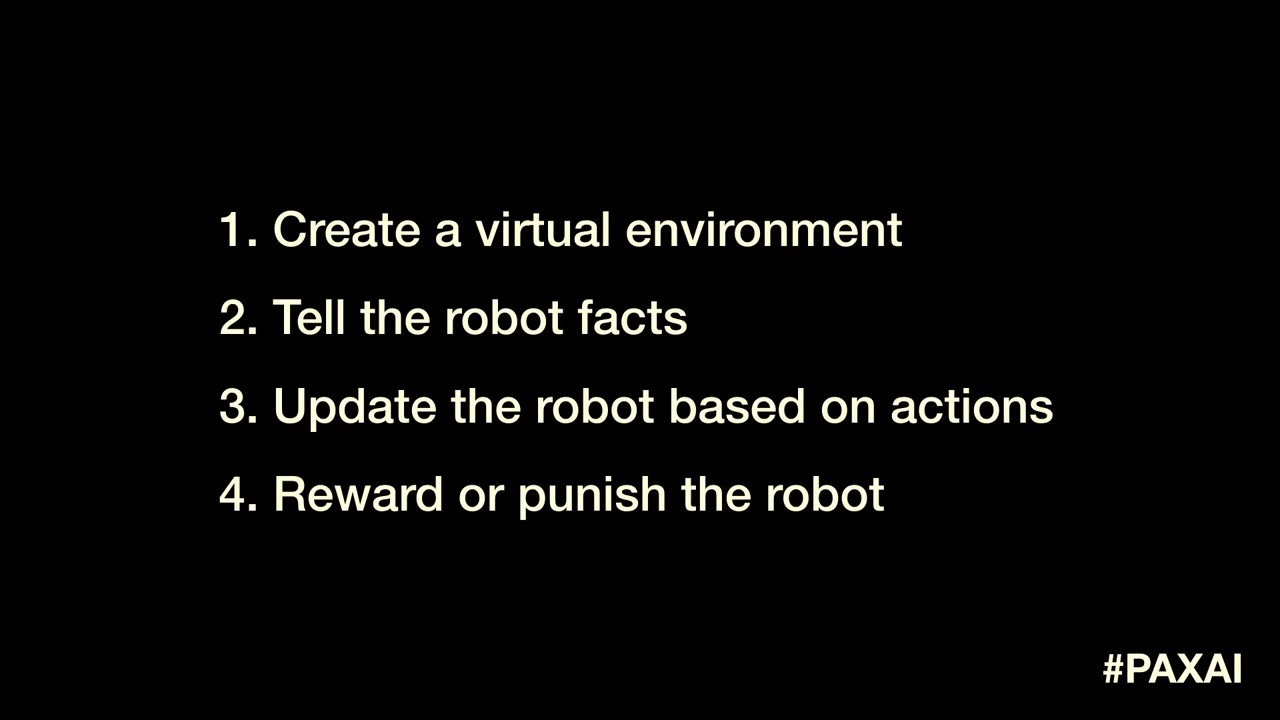 1. Create a virtual environment
2. Tell the robot facts
3. Update the robot based on actions
4. Reward or punish the robot
#PAXAI